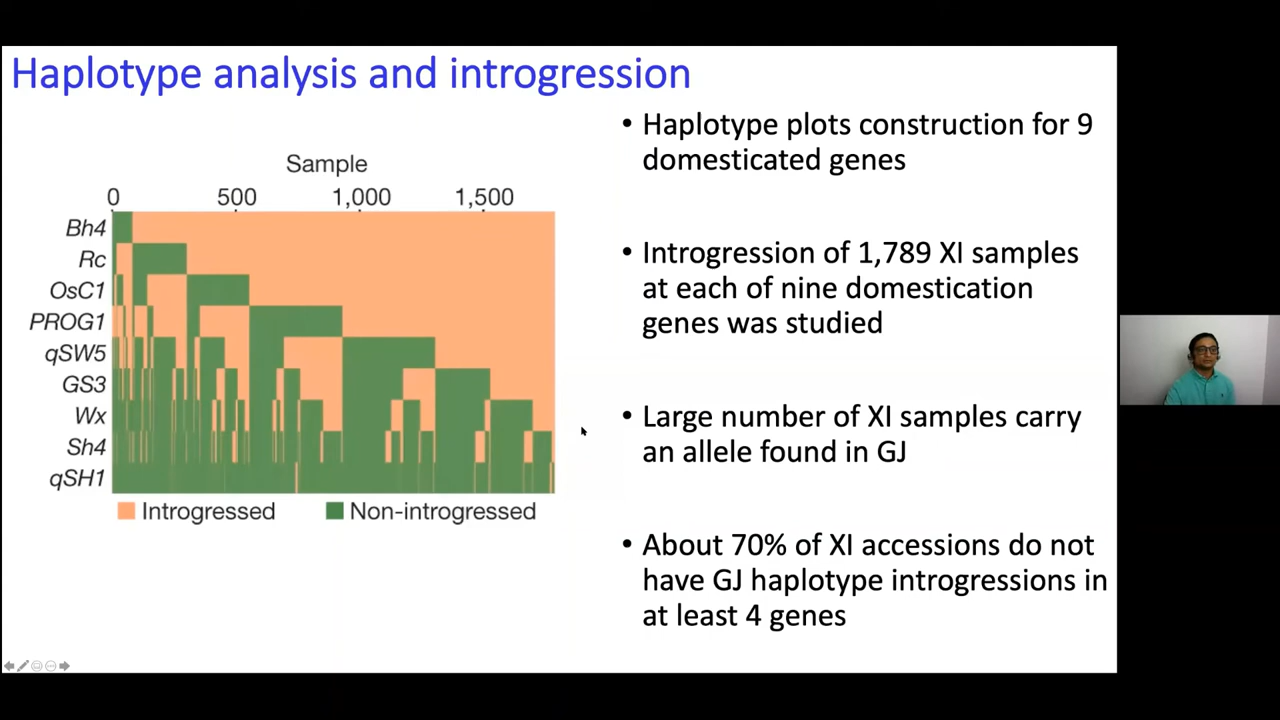 Haplotype analysis and introgression
Sample
0 500 1,000 1,500
Bh4
Rc
OsC1
PROG1
qSW5
GS3
Wx
Sh4
qSH1
Introgressed Non-introgressed
• Haplotype plots construction for 9
domesticated genes
• Introgression of 1,789 XI samples
at each of nine domestication
genes was studied
• Large number of XI samples carry
an allele found in GJ
• About 70% of XI accessions do not
have GJ haplotype introgressions in
at least 4 genes